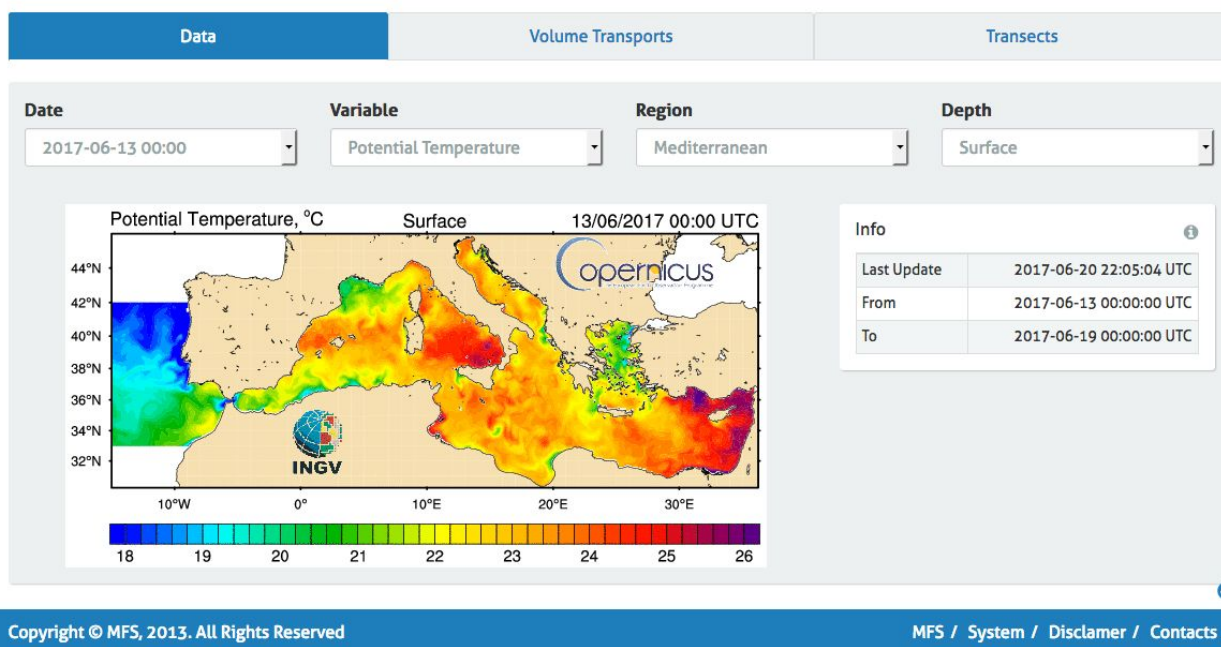 Data Volume Transports Transects
Date Variable Region Depth
2017-06-13 00:00 Potential Temperature Mediterranean Surface
Potential Temperature, °C Surface 13/06/2017 00:00 UTC
opernicus
44°N
42°N
40°N
38°N
36°N
34°N
32°N
INGV
10°W 0° 10°E 20°E 30°E
18 19 20 21 22 23 24 25 26
Info
Last Update 2017-06-20 22:05:04 UTC
From 2017-06-13 00:00:00 UTC
To 2017-06-19 00:00:00 UTC
Copyright © MFS, 2013. All Rights Reserved
MFS / System / Disclamer / Contacts